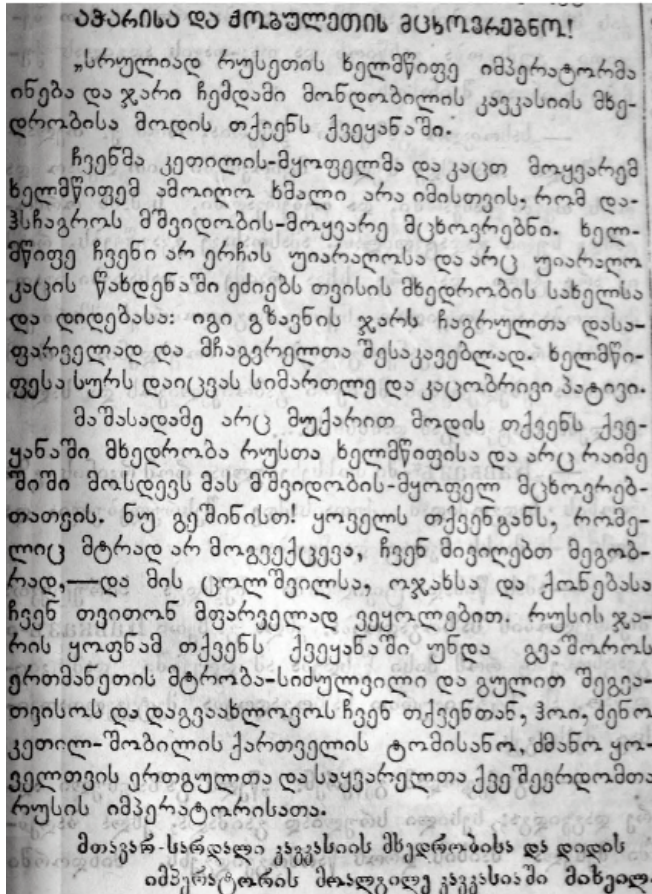 აჭარისა და ქობულეთის მცხოვრებნო!
„სრულიად რუსეთის ხელმწიფე იმპერატორმა
ინება და ჯარი ჩემდამი მონდობილის კავკასიის მხე-
დრობისა მოდის თქვენს ქვეყანაში.
ჩვენმა კეთილის-მყოფელმა და კაცთ მოყვარემ
ხელმწიფემ ამოიღო ხმალი არა იმისთვის, რომ და-
ჰსჩაგროს მშვიდობის-მოყვარე მცხოვრებნი. ხელ-
მწიფე ჩვენი არ ერჩის უიარაღოსა და არც უიარაღო
კაცის წახდენაში ეძიებს თვისის მხედრობის სახელსა
და დიდებასა: იგი გზავნის ჯარს ჩაგრულთა დასა-
ფარველად და მჩაგვრელთა შესაკავებლად. ხელმწი-
ფესა სურს დაიცვას სიმართლე და კაცობრივი პატივი.
მაშასადამე არც მუქარით მოდის თქვენს ქვე-
ყანაში მხედრობა რუსთა ხელმწიფისა და არც რაიმე
შიში მოსდევს მას მშვიდობის-მყოფელ მცხოვრებ-
თათვის. ნუ გეშინისთ! ყოველს თქვენგანს, რომე-
ლიც მტრად არ მოგვექცევა, ჩვენ მივიღებთ მეგობ-
რად,—და მის ცოლშვილსა, ოჯახსა და ქონებასა
ჩვენ თვითონ მფარველად ვეყოლებით. რუსის ჯა-
რის ყოფნამ თქვენს ქვეყანაში უნდა გვაშოროს
ერთმანეთის მტრობა-სიძულვილი და გულით შეგვა-
თვისოს და დაგვაახლოვოს ჩვენ თქვენთან, ჰოი, ძენო
კეთილ-შობილის ქართველის ტომისანო, ძმანო ყო-
ველთვის ერთგულთა და საყვარელთა ქვეშევრდომთა
რუსის იმპერატორისათა.
მთავარ-სარდალი კავკასიის მხედრობისა და დიდის
იმპერატორის მოადგილე კავკასიაში მიხეილ